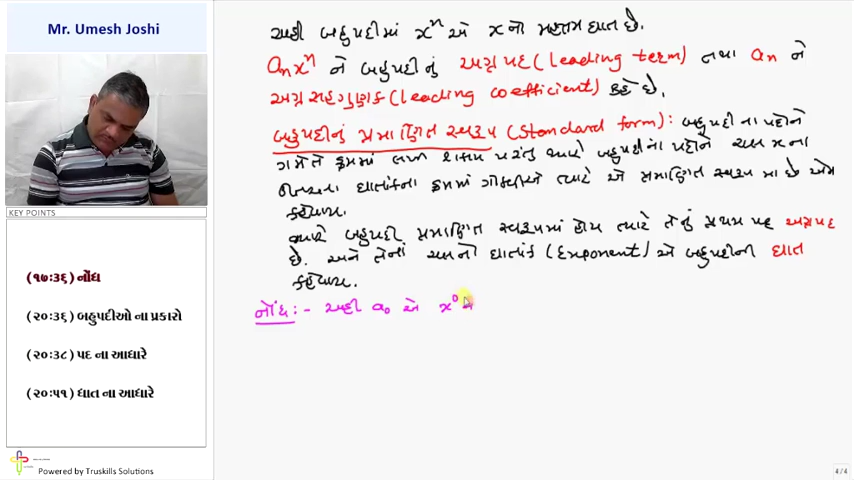 Mr. Umesh Joshi
અહી બહુપદીમાં xⁿ એ x નો મહત્તમ ઘાત છે.
aₙxⁿ ને બહુપદીનું અગ્રપદ (leading term) તથા aₙ ને
અગ્રસહગુણક (leading coefficient) કહે છે.
બહુપદીનું પ્રમાણિત સ્વરૂપ (Standard form): બહુપદી ના પદોને
ગમે તે ક્રમમાં લખી શકાય પરંતુ જ્યારે બહુપદીના પદોને ચલ x ના
ઘાતાંકના ક્રમમાં ગોઠવીએ ત્યારે એ પ્રમાણિત સ્વરૂપ માં છે એમ
કહેવાય.
જ્યારે બહુપદી પ્રમાણિત સ્વરૂપમાં હોય ત્યારે તેનું પ્રથમ પદ અગ્રપદ
છે. અને તેનાં ચલનો ઘાતાંક (Exponent) એ બહુપદીની ઘાત
કહેવાય.
નોંધ:- અહી a₀ એ x⁰
KEY POINTS
(૧૭:૩૬) નોંધ
(૨૦:૩૬) બહુપદીઓ ના પ્રકારો
(૨૦:૩૮) પદ ના આધારે
(૨૦:૫૧) ઘાત ના આધારે
Powered by Truskills Solutions
4/4